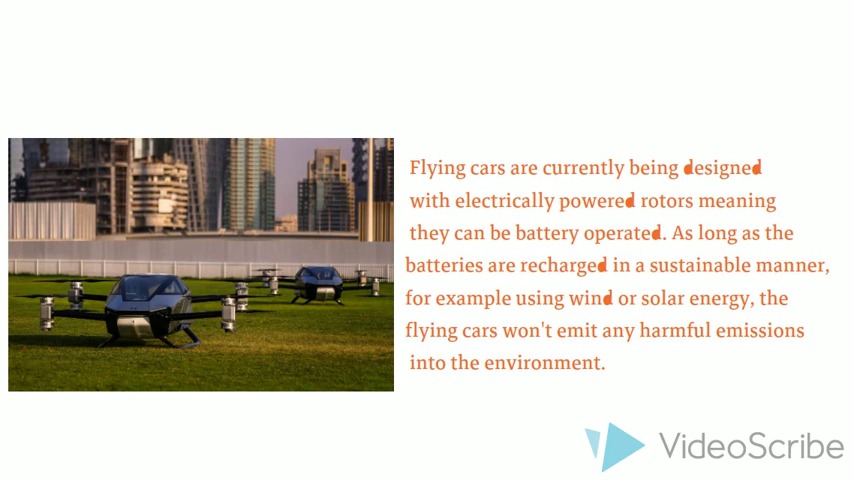 Flying cars are currently being designed
with electrically powered rotors meaning
they can be battery operated. As long as the
batteries are recharged in a sustainable manner,
for example using wind or solar energy, the
flying cars won't emit any harmful emissions
into the environment.
VideoScribe